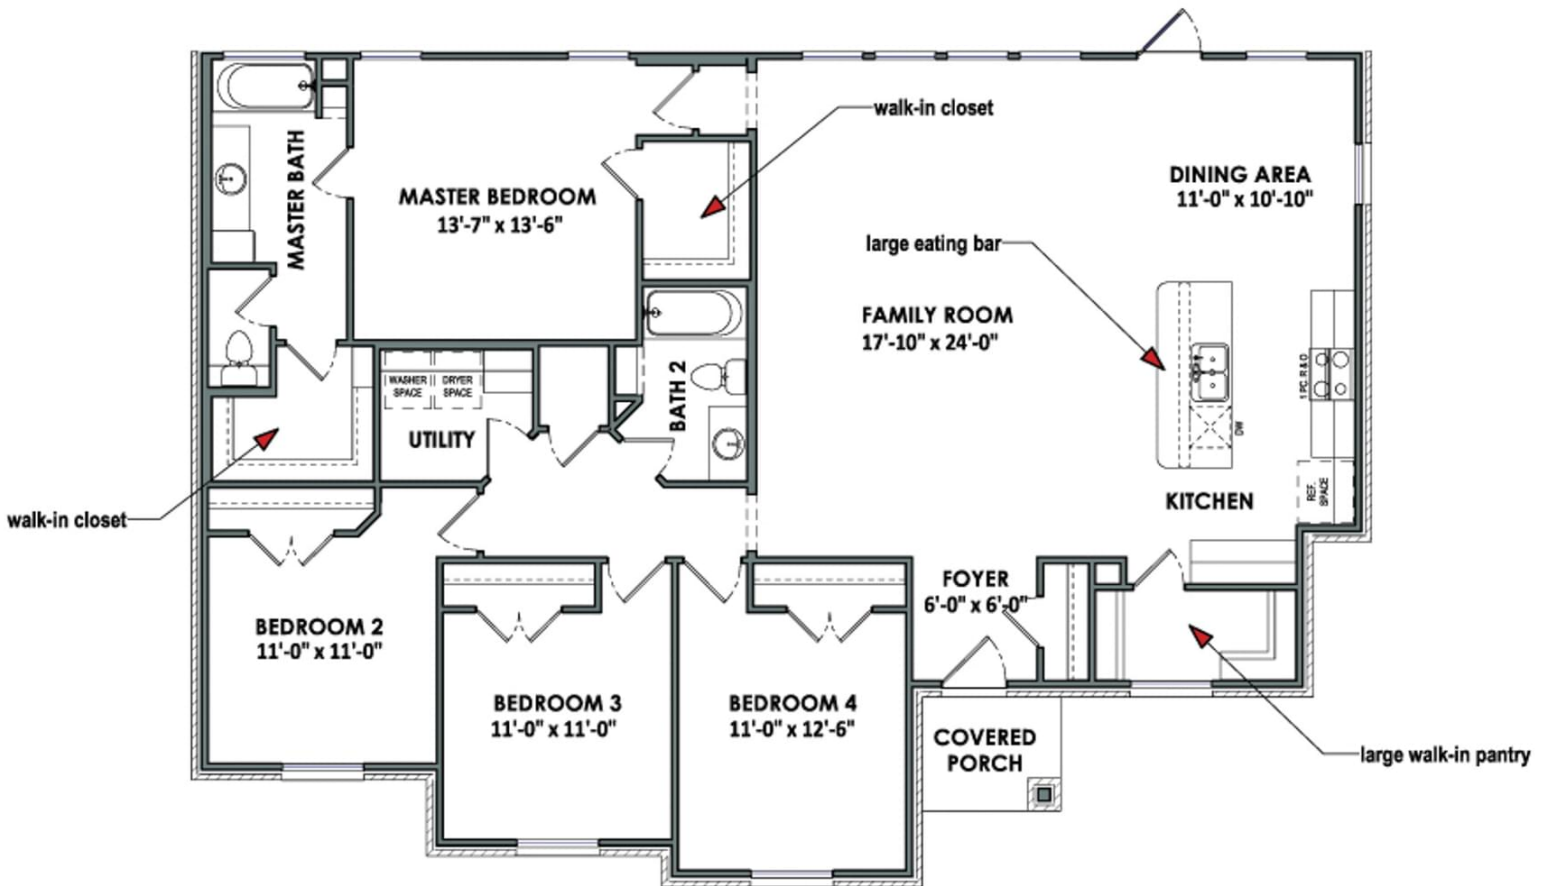 walk-in closet
MASTER BATH
MASTER BEDROOM
13'-7" x 13'-6"
DINING AREA
11'-0" x 10'-10"
large eating bar
FAMILY ROOM
17'-10" x 24'-0"
1 PC. R & O
WASHER
SPACE
DRYER
SPACE
BATH 2
UTILITY
DW
KITCHEN
REF.
SPACE
walk-in closet
FOYER
6'-0" x 6'-0"
BEDROOM 2
11'-0" x 11'-0"
BEDROOM 3
11'-0" x 11'-0"
BEDROOM 4
11'-0" x 12'-6"
COVERED
PORCH
large walk-in pantry